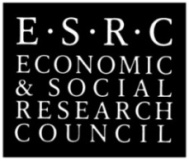 E·S·R·C
ECONOMIC
& SOCIAL
RESEARCH
COUNCIL